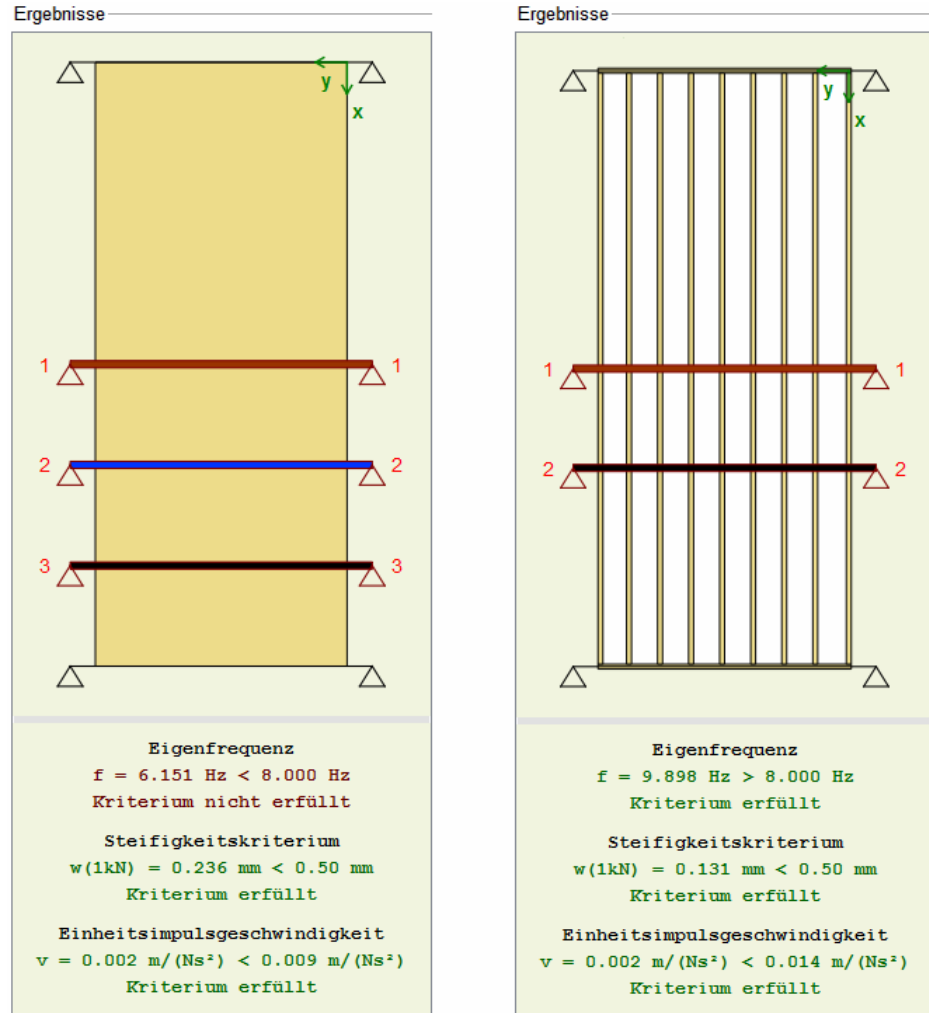 Ergebnisse
y
x
1 1
2 2
3 3
Eigenfrequenz
f = 6.151 Hz < 8.000 Hz
Kriterium nicht erfüllt
Steifigkeitskriterium
w(1kN) = 0.236 mm < 0.50 mm
Kriterium erfüllt
Einheitsimpulsgeschwindigkeit
v = 0.002 m/(Ns²) < 0.009 m/(Ns²)
Kriterium erfüllt
Ergebnisse
y
x
1 1
2 2
Eigenfrequenz
f = 9.898 Hz > 8.000 Hz
Kriterium erfüllt
Steifigkeitskriterium
w(1kN) = 0.131 mm < 0.50 mm
Kriterium erfüllt
Einheitsimpulsgeschwindigkeit
v = 0.002 m/(Ns²) < 0.014 m/(Ns²)
Kriterium erfüllt